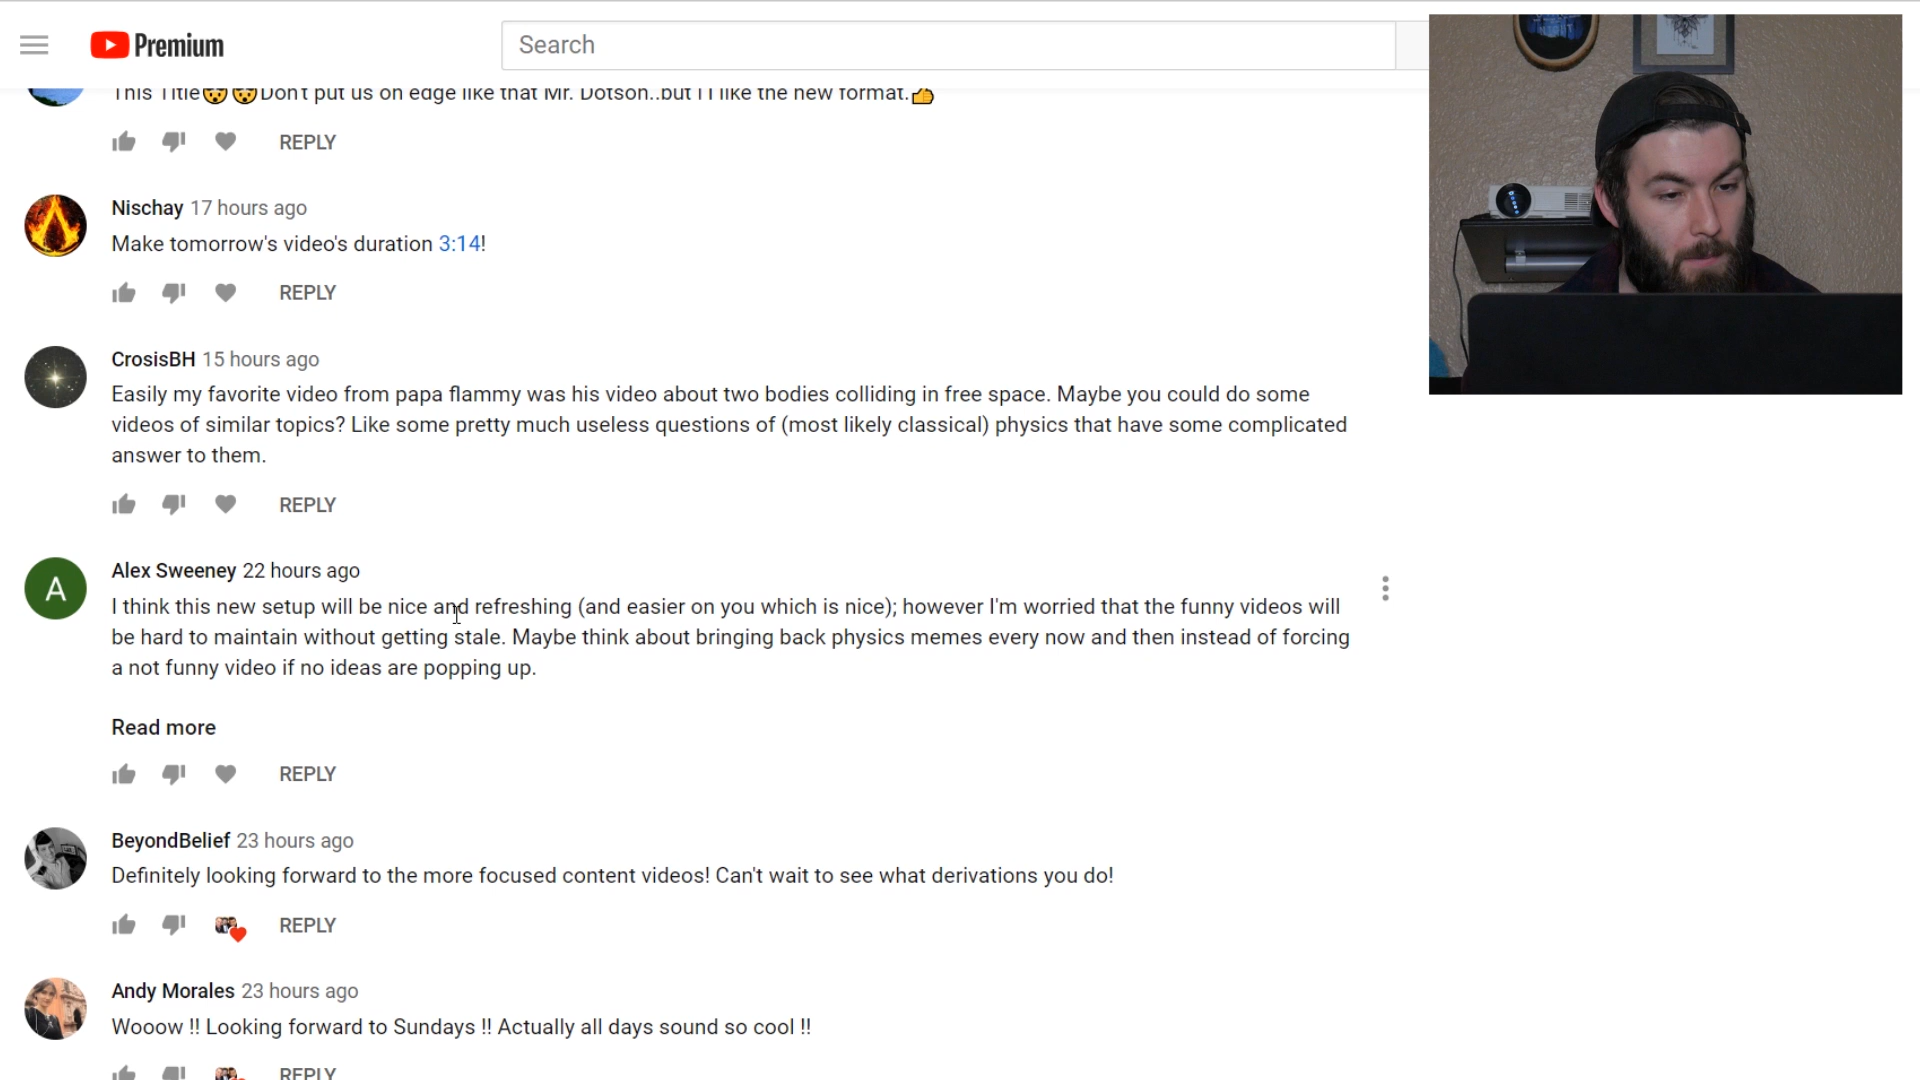 Premium
Search
This Title😯😯Don't put us on edge like that Mr. Dotson..but I I like the new format.👍
REPLY
Nischay 17 hours ago
Make tomorrow's video's duration 3:14!
REPLY
CrosisBH 15 hours ago
Easily my favorite video from papa flammy was his video about two bodies colliding in free space. Maybe you could do some
videos of similar topics? Like some pretty much useless questions of (most likely classical) physics that have some complicated
answer to them.
REPLY
A
Alex Sweeney 22 hours ago
I think this new setup will be nice and refreshing (and easier on you which is nice); however I'm worried that the funny videos will
be hard to maintain without getting stale. Maybe think about bringing back physics memes every now and then instead of forcing
a not funny video if no ideas are popping up.
Read more
REPLY
BeyondBelief 23 hours ago
Definitely looking forward to the more focused content videos! Can't wait to see what derivations you do!
REPLY
Andy Morales 23 hours ago
Wooow !! Looking forward to Sundays !! Actually all days sound so cool !!
REPLY